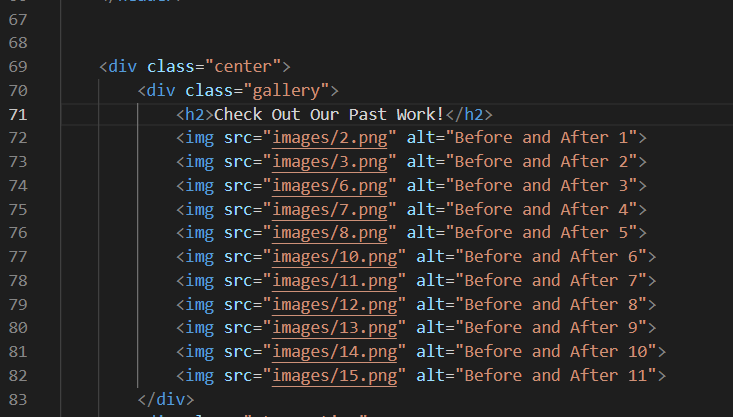 67
68
69 <div class="center">
70 <div class="gallery">
71 <h2>Check Out Our Past Work!</h2>
72 <img src="images/2.png" alt="Before and After 1">
73 <img src="images/3.png" alt="Before and After 2">
74 <img src="images/6.png" alt="Before and After 3">
75 <img src="images/7.png" alt="Before and After 4">
76 <img src="images/8.png" alt="Before and After 5">
77 <img src="images/10.png" alt="Before and After 6">
78 <img src="images/11.png" alt="Before and After 7">
79 <img src="images/12.png" alt="Before and After 8">
80 <img src="images/13.png" alt="Before and After 9">
81 <img src="images/14.png" alt="Before and After 10">
82 <img src="images/15.png" alt="Before and After 11">
83 </div>